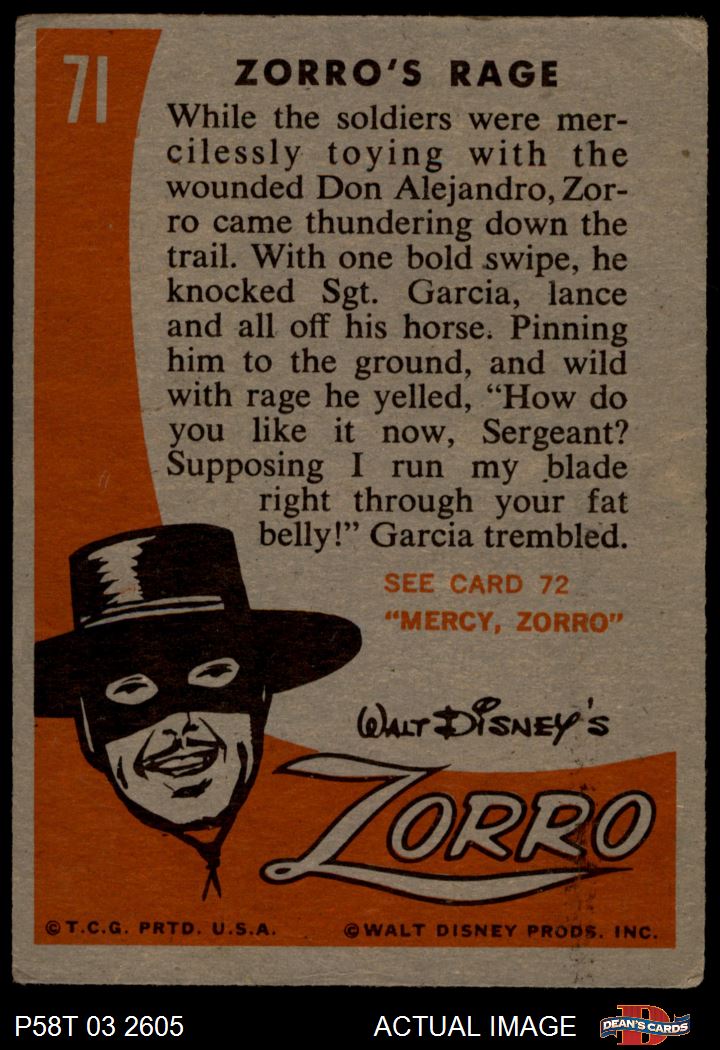 71
ZORRO'S RAGE
While the soldiers were mer-
cilessly toying with the
wounded Don Alejandro, Zor-
ro came thundering down the
trail. With one bold swipe, he
knocked Sgt. Garcia, lance
and all off his horse. Pinning
him to the ground, and wild
with rage he yelled, “How do
you like it now, Sergeant?
Supposing I run my blade
right through your fat
belly!” Garcia trembled.
SEE CARD 72
“MERCY, ZORRO”
WALT DISNEY'S
ZORRO
©T.C.G. PRTD. U.S.A.
©WALT DISNEY PRODS. INC.
P58T 03 2605
ACTUAL IMAGE
D
DEAN'S CARDS